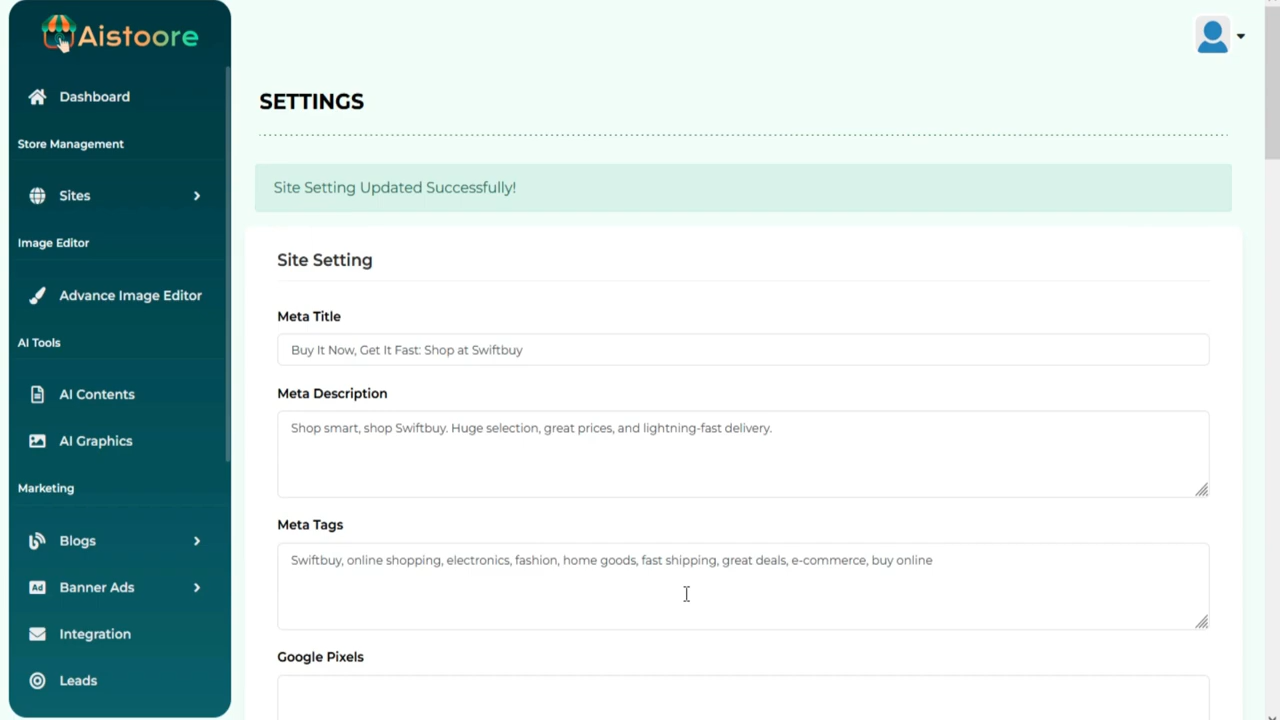 Aistoore
Dashboard
Store Management
Sites
Image Editor
Advance Image Editor
AI Tools
AI Contents
AI Graphics
Marketing
Blogs
Ad
Banner Ads
Integration
Leads
SETTINGS
Site Setting Updated Successfully!
Site Setting
Meta Title
Buy It Now, Get It Fast: Shop at Swiftbuy
Meta Description
Shop smart, shop Swiftbuy. Huge selection, great prices, and lightning-fast delivery.
Meta Tags
Swiftbuy, online shopping, electronics, fashion, home goods, fast shipping, great deals, e-commerce, buy online
Google Pixels